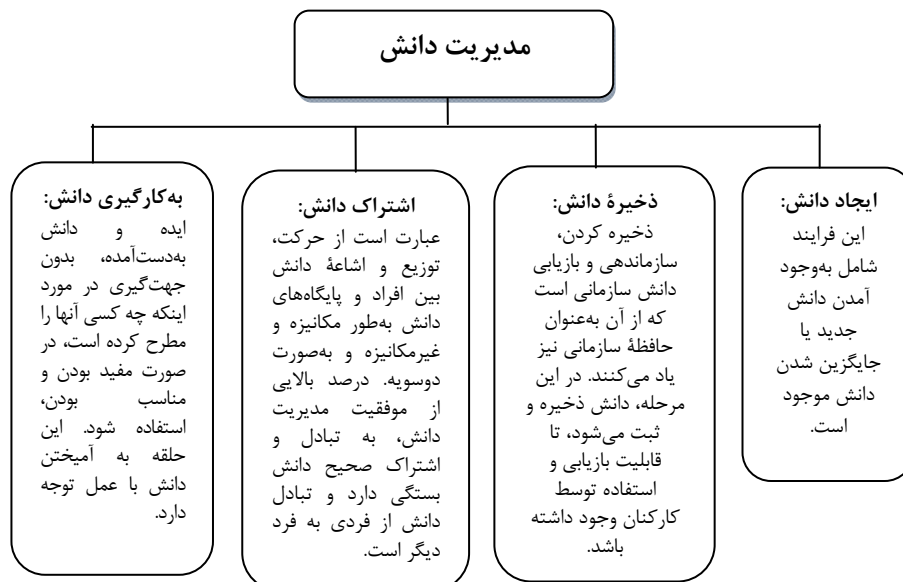 مدیریت دانش
ایجاد دانش:
این فرایند
شامل به‌وجود
آمدن دانش
جدید یا
جایگزین شدن
دانش موجود
است.
ذخیرۀ دانش:
ذخیره کردن،
سازماندهی و بازیابی
دانش سازمانی است
که از آن به‌عنوان
حافظۀ سازمانی نیز
یاد می‌کنند. در این
مرحله، دانش ذخیره و
ثبت می‌شود، تا
قابلیت بازیابی و
استفاده توسط
کارکنان وجود داشته
باشد.
اشتراک دانش:
عبارت است از حرکت،
توزیع و اشاعۀ دانش
بین افراد و پایگاه‌های
دانش به‌طور مکانیزه و
غیرمکانیزه و به‌صورت
دوسویه. درصد بالایی
از موفقیت مدیریت
دانش، به تبادل و
اشتراک صحیح دانش
بستگی دارد و تبادل
دانش از فردی به فرد
دیگر است.
به‌کارگیری دانش:
ایده و دانش
به‌دست‌آمده، بدون
جهت‌گیری در مورد
اینکه چه کسی آنها را
مطرح کرده است، در
صورت مفید بودن و
مناسب بودن،
استفاده شود. این
حلقه به آمیختن
دانش با عمل توجه
دارد.